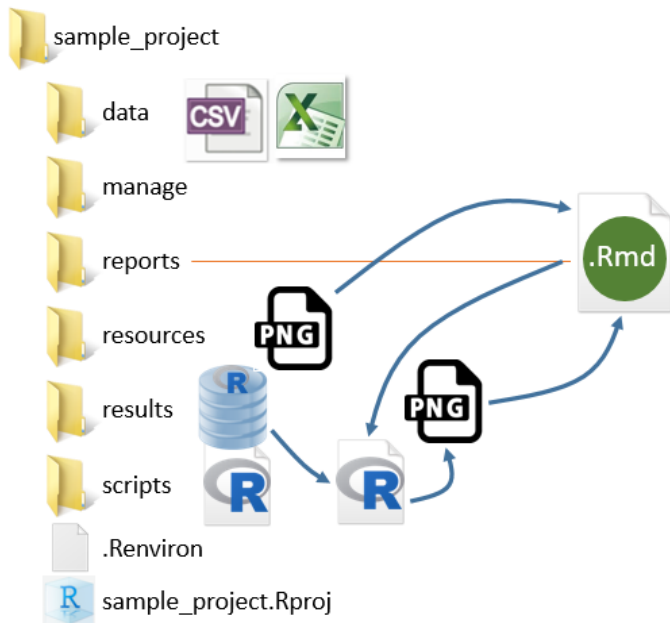 sample_project
data
CSV
X
manage
reports
.Rmd
resources
PNG
results
R
PNG
scripts
R
R
.Renviron
R
sample_project.Rproj